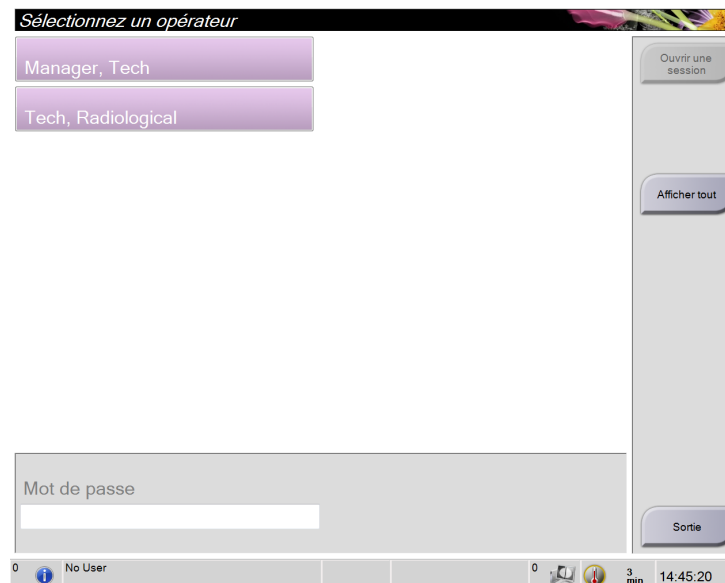 Sélectionnez un opérateur
Manager, Tech
Tech, Radiological
Ouvrir une
session
Afficher tout
Mot de passe
Sortie
0
No User
0
3
min
14:45:20